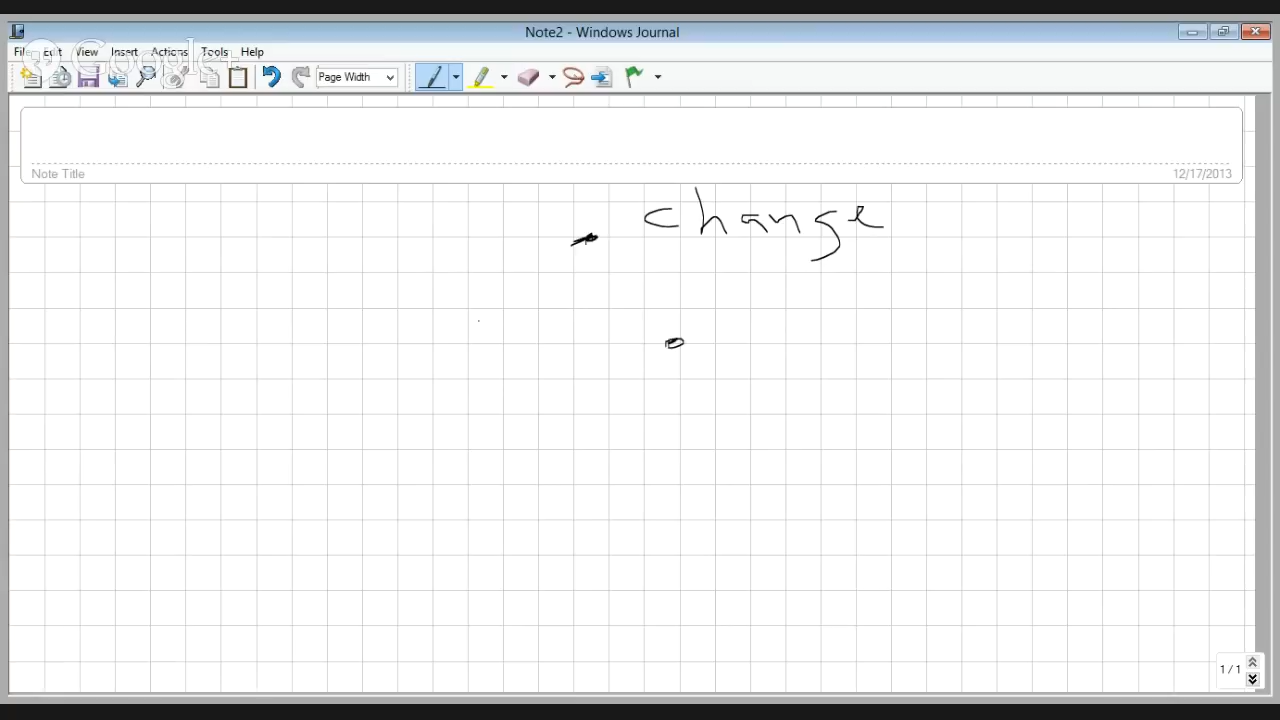 Note2 - Windows Journal
File Edit View Insert Actions Tools Help
Google+
Page Width
Note Title
12/17/2013
change
1 / 1